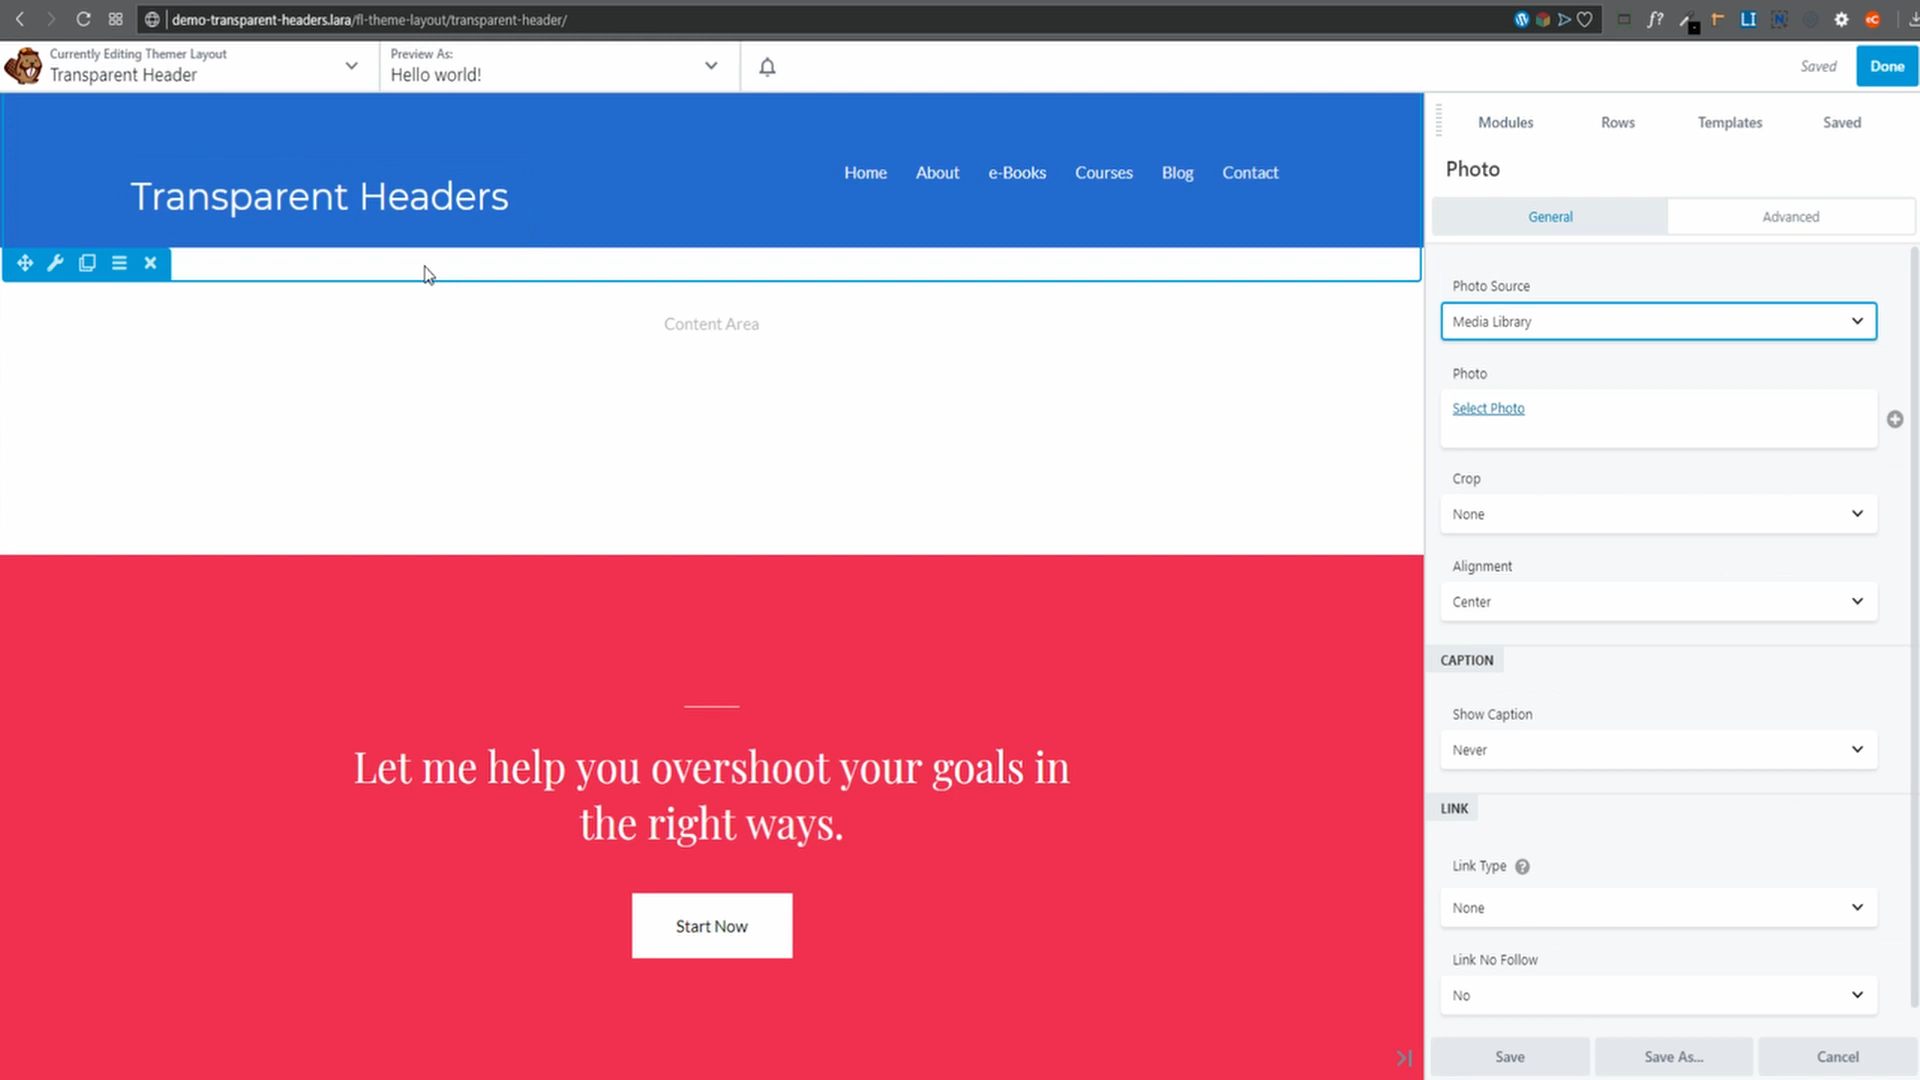 demo-transparent-headers.lara/fl-theme-layout/transparent-header/
f?
LI
N
Currently Editing Themer Layout
Transparent Header
Preview As:
Hello world!
Saved
Done
Transparent Headers
Home
About
e-Books
Courses
Blog
Contact
Content Area
Let me help you overshoot your goals in
the right ways.
Start Now
Modules
Rows
Templates
Saved
Photo
General
Advanced
Photo Source
Media Library
Photo
Select Photo
Crop
None
Alignment
Center
CAPTION
Show Caption
Never
LINK
Link Type
None
Link No Follow
No
Save
Save As...
Cancel